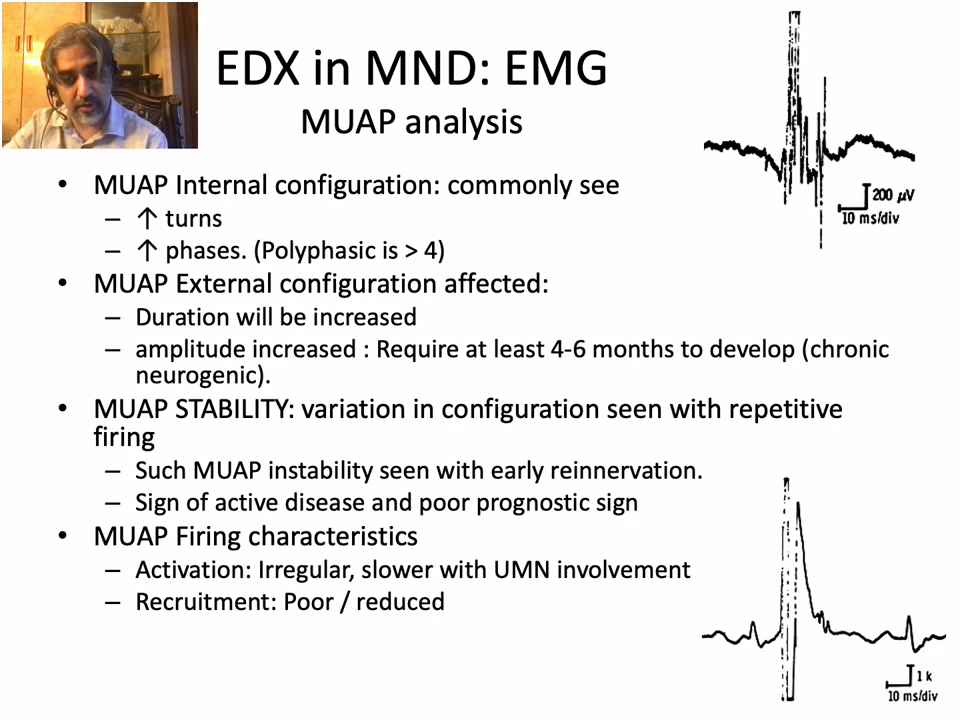 EDX in MND: EMG
MUAP analysis
200 µV
10 ms/div
• MUAP Internal configuration: commonly see
– ↑ turns
– ↑ phases. (Polyphasic is > 4)
• MUAP External configuration affected:
– Duration will be increased
– amplitude increased : Require at least 4-6 months to develop (chronic
neurogenic).
• MUAP STABILITY: variation in configuration seen with repetitive
firing
– Such MUAP instability seen with early reinnervation.
– Sign of active disease and poor prognostic sign
• MUAP Firing characteristics
– Activation: Irregular, slower with UMN involvement
– Recruitment: Poor / reduced
1 k
10 ms/div